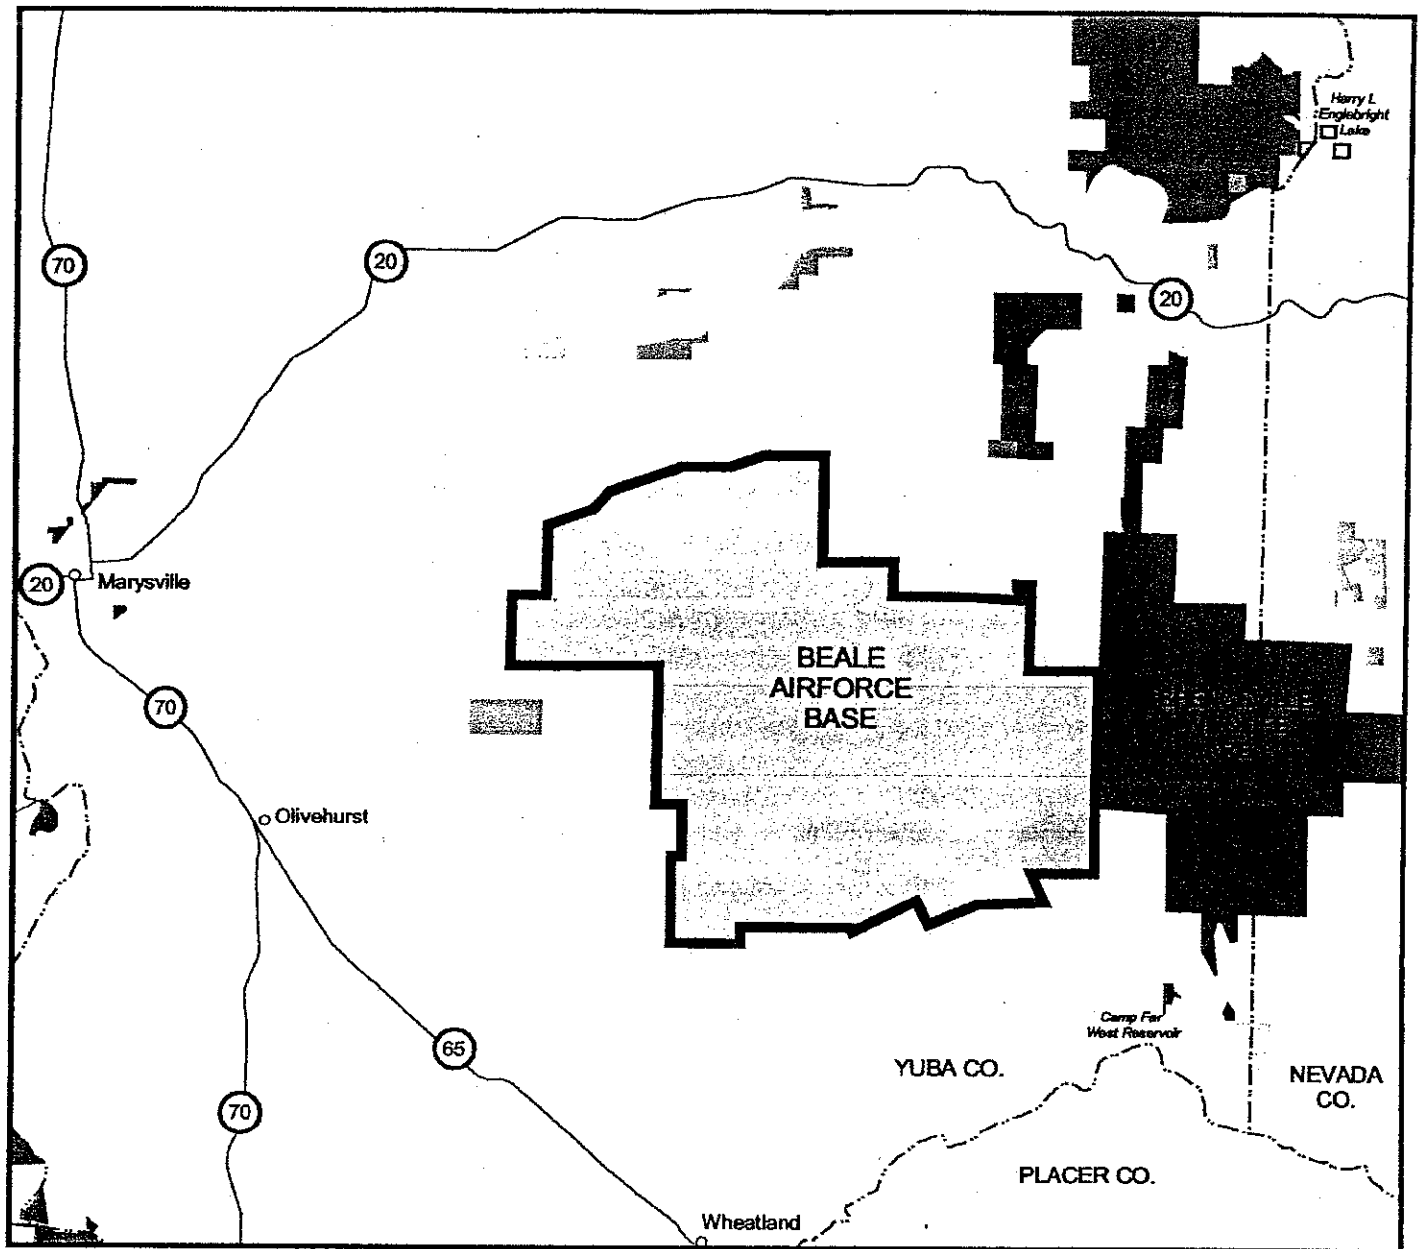 Harry L
Englebright
Lake
70
20
20
20
Marysville
BEALE
AIRFORCE
BASE
70
Olivehurst
Camp Far
West Reservoir
65
YUBA CO.
NEVADA
CO.
70
PLACER CO.
Wheatland